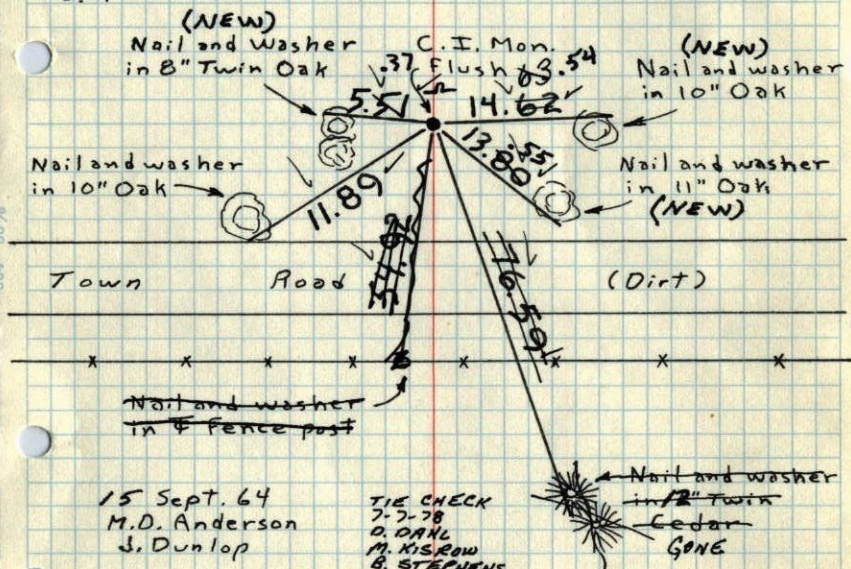 (NEW)
Nail and washer
in 8" Twin Oak
C. I. Mon.
Flush
.37
63 .54
(NEW)
Nail and washer
in 10" Oak
5.51
14.62
Nail and washer
in 10" Oak
11.89
13.80
.55
Nail and washer
in 11" Oak
(NEW)
Town Road (Dirt)
76.59
Nail and washer
in ₵ Fence post
Nail and washer
in 12" Twin
Cedar
GONE
15 Sept. 64
M.D. Anderson
J. Dunlop
TIE CHECK
7-7-78
D. DAHL
M. KISROW
B. STEPHENS